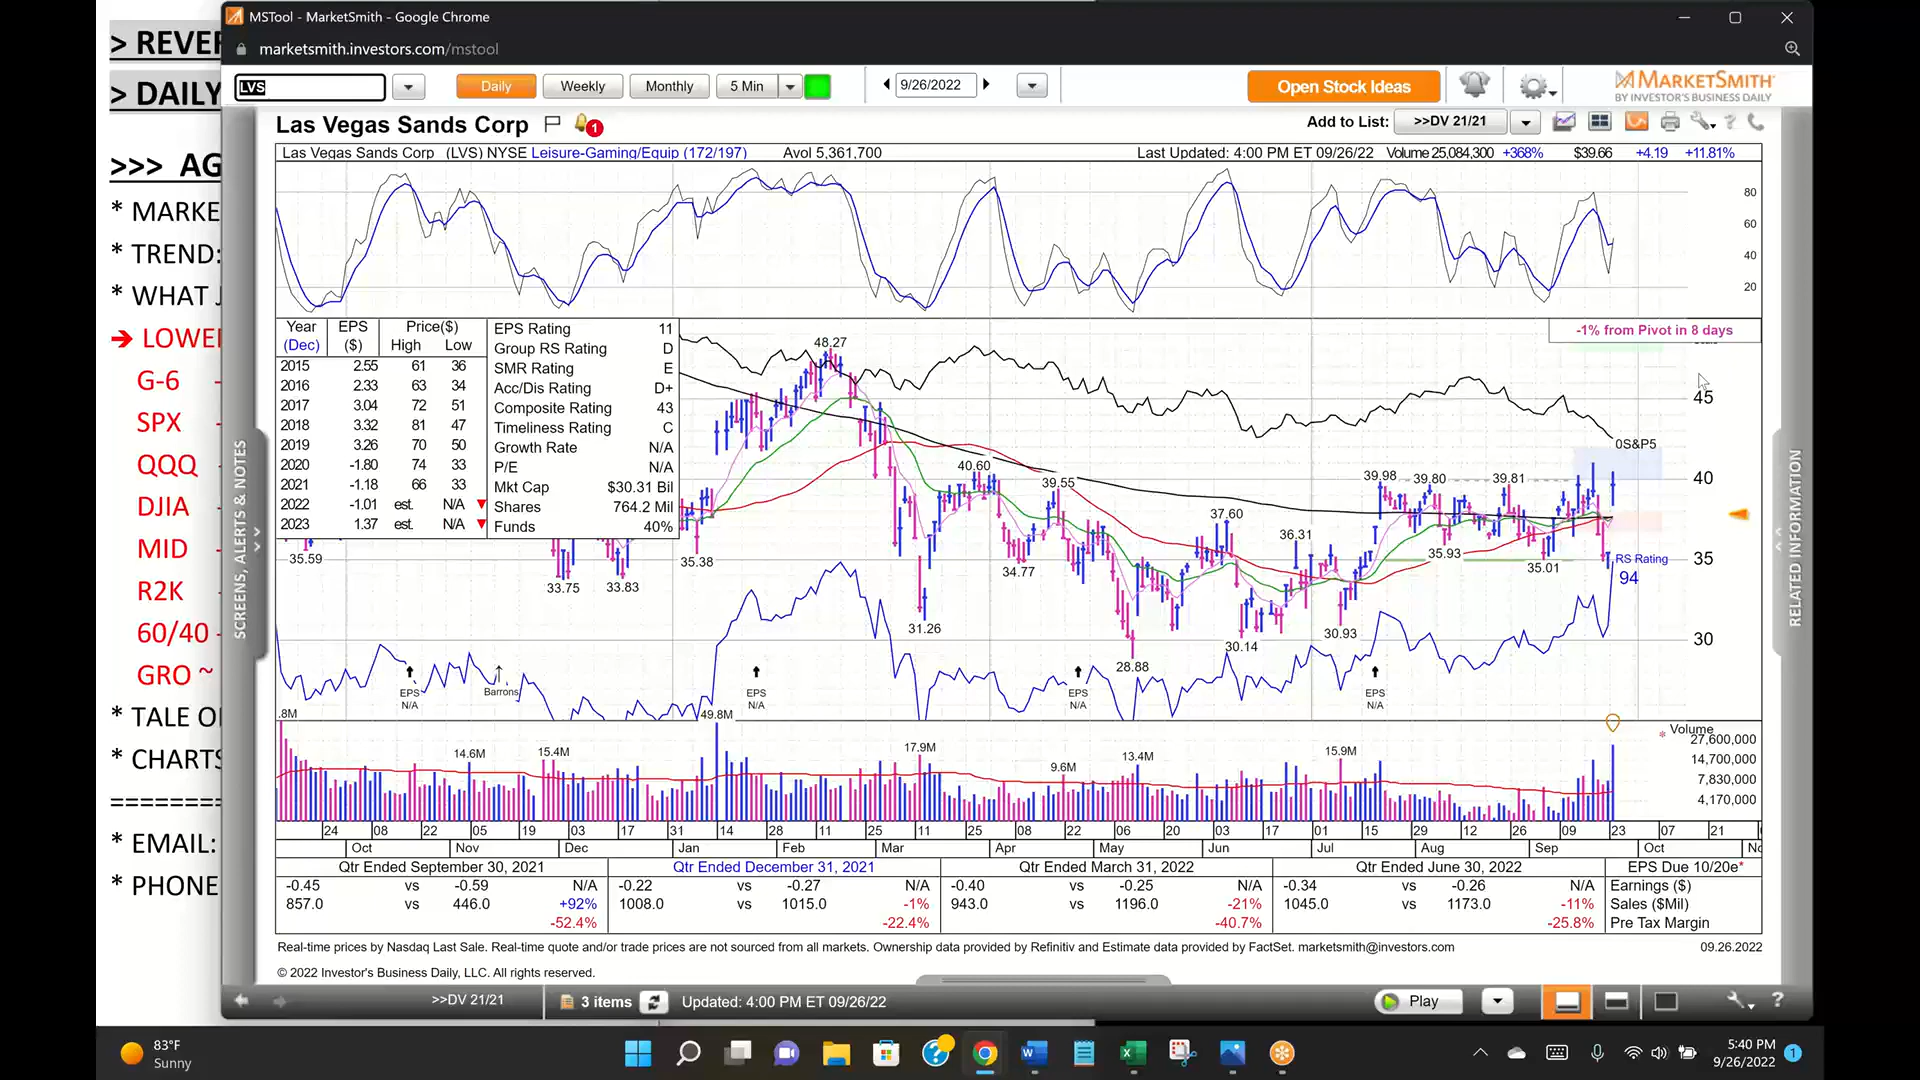 MSTool - MarketSmith - Google Chrome
marketsmith.investors.com/mstool
> REVER
> DAILY
>>> AG
* MARKE
* TREND:
* WHAT J
➔ LOWE
G-6 -
SPX -
QQQ -
DJIA -
MID -
R2K -
60/40 -
GRO ~
* TALE O
* CHARTS
========
* EMAIL:
* PHONE
LVS
Daily
Weekly
Monthly
5 Min
9/26/2022
Open Stock Ideas
MARKETSMITH
BY INVESTOR'S BUSINESS DAILY
Las Vegas Sands Corp
1
Add to List:
>>DV 21/21
Las Vegas Sands Corp (LVS) NYSE Leisure-Gaming/Equip (172/197) Avol 5,361,700 Last Updated: 4:00 PM ET 09/26/22 Volume 25,084,300 +368% $39.66 +4.19 +11.81%
80
60
40
20
-1% from Pivot in 8 days
Year EPS Price($)
(Dec) ($) High Low
2015 2.55 61 36
2016 2.33 63 34
2017 3.04 72 51
2018 3.32 81 47
2019 3.26 70 50
2020 -1.80 74 33
2021 -1.18 66 33
2022 -1.01 est. N/A
2023 1.37 est. N/A
EPS Rating 11
Group RS Rating D
SMR Rating E
Acc/Dis Rating D+
Composite Rating 43
Timeliness Rating C
Growth Rate N/A
P/E N/A
Mkt Cap $30.31 Bil
Shares 764.2 Mil
Funds 40%
48.27
45
0S&P5
40.60
39.55
39.98
39.80
39.81
40
37.60
36.31
35.93
35.01
35
35.59
33.75
33.83
35.38
34.77
31.26
28.88
30.14
30.93
30
RS Rating
94
EPS
N/A
Barrons
EPS
N/A
EPS
N/A
EPS
N/A
.8M
14.6M
15.4M
49.8M
17.9M
9.6M
13.4M
15.9M
Volume
27,600,000
14,700,000
7,830,000
4,170,000
24 08 22 05 19 03 17 31 14 28 11 25 11 25 08 22 06 20 03 17 01 15 29 12 26 09 23 07 21
Oct Nov Dec Jan Feb Mar Apr May Jun Jul Aug Sep Oct
Qtr Ended September 30, 2021 Qtr Ended December 31, 2021 Qtr Ended March 31, 2022 Qtr Ended June 30, 2022 EPS Due 10/20e*
-0.45 vs -0.59 N/A -0.22 vs -0.27 N/A -0.40 vs -0.25 N/A -0.34 vs -0.26 N/A Earnings ($)
857.0 vs 446.0 +92% 1008.0 vs 1015.0 -1% 943.0 vs 1196.0 -21% 1045.0 vs 1173.0 -11% Sales ($Mil)
-52.4% -22.4% -40.7% -25.8% Pre Tax Margin
Real-time prices by Nasdaq Last Sale. Real-time quote and/or trade prices are not sourced from all markets. Ownership data provided by Refinitiv and Estimate data provided by FactSet. marketsmith@investors.com 09.26.2022
© 2022 Investor's Business Daily, LLC. All rights reserved.
SCREENS, ALERTS & NOTES
RELATED INFORMATION
>>DV 21/21
3 items
Updated: 4:00 PM ET 09/26/22
Play
83°F
Sunny
5:40 PM
9/26/2022
1